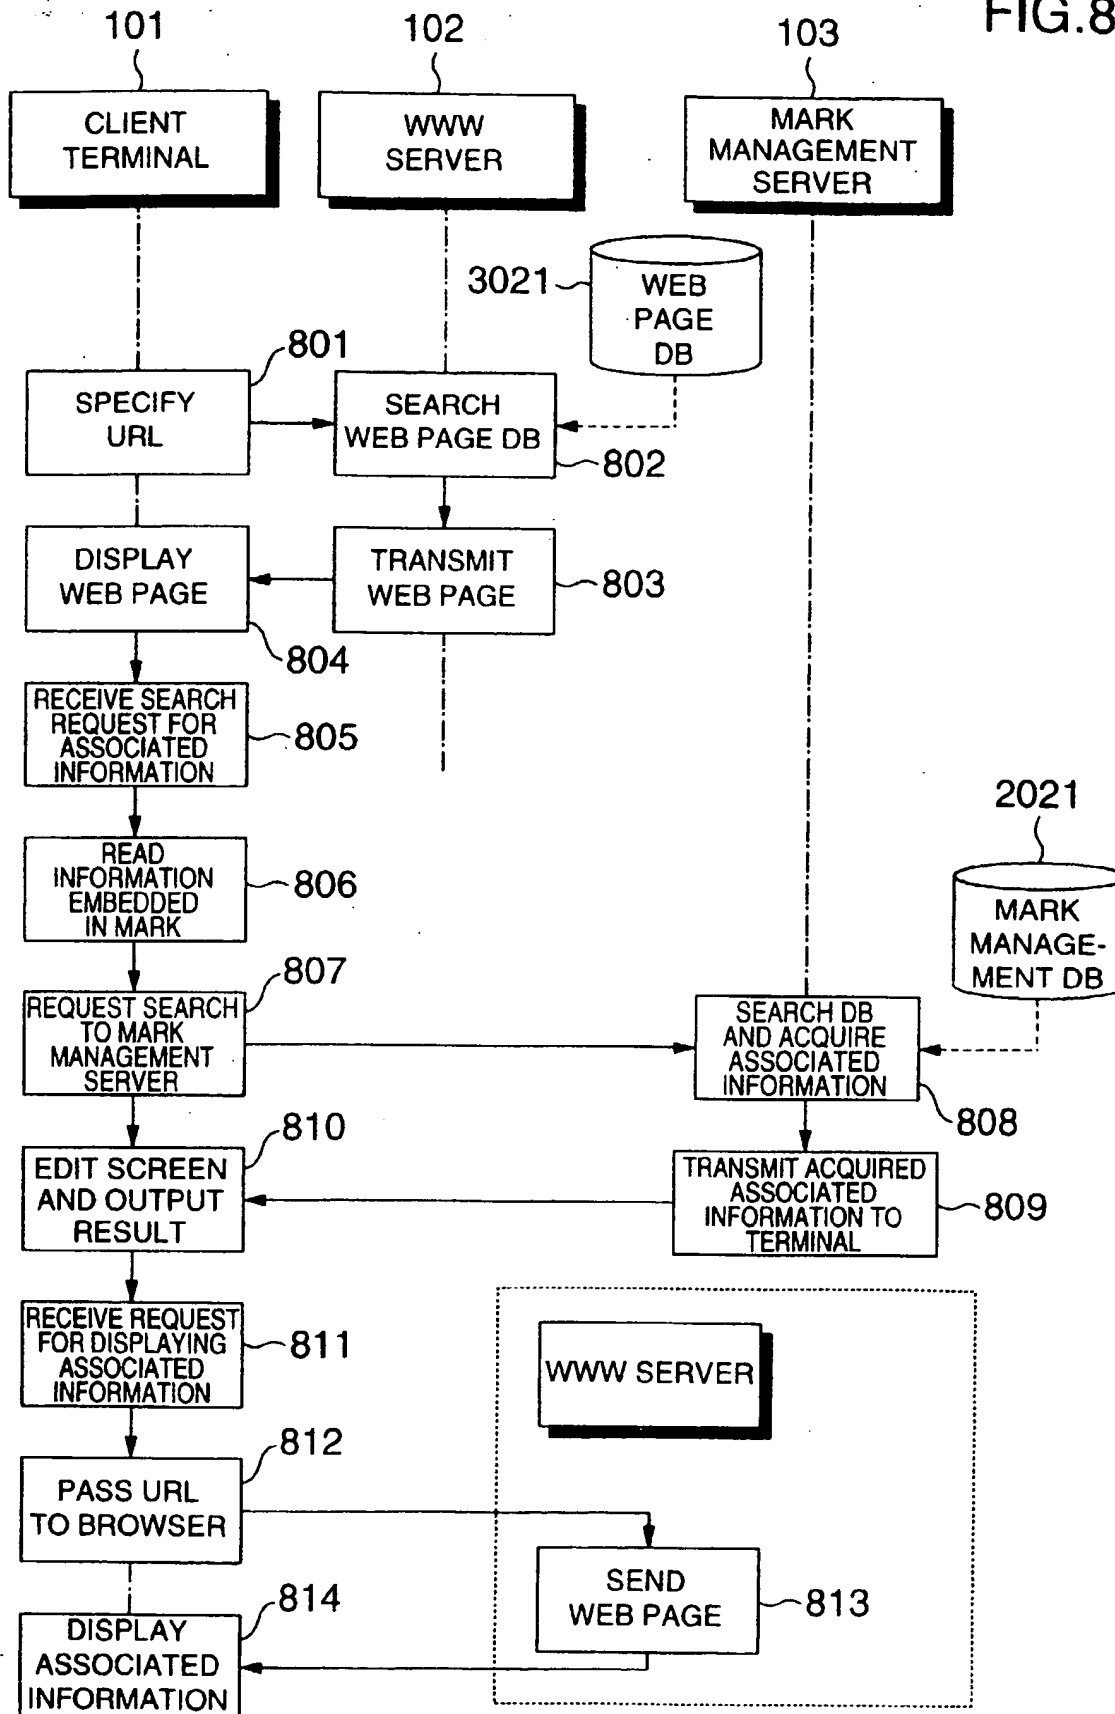 FIG.8
101
102
103
CLIENT
TERMINAL
WWW
SERVER
MARK
MANAGEMENT
SERVER
3021
WEB
PAGE
DB
801
SPECIFY
URL
SEARCH
WEB PAGE DB
802
DISPLAY
WEB PAGE
804
TRANSMIT
WEB PAGE
803
RECEIVE SEARCH
REQUEST FOR
ASSOCIATED
INFORMATION
805
READ
INFORMATION
EMBEDDED
IN MARK
806
2021
MARK
MANAGE-
MENT DB
807
REQUEST SEARCH
TO MARK
MANAGEMENT
SERVER
SEARCH DB
AND ACQUIRE
ASSOCIATED
INFORMATION
808
810
EDIT SCREEN
AND OUTPUT
RESULT
TRANSMIT ACQUIRED
ASSOCIATED
INFORMATION TO
TERMINAL
809
RECEIVE REQUEST
FOR DISPLAYING
ASSOCIATED
INFORMATION
811
WWW SERVER
812
PASS URL
TO BROWSER
SEND
WEB PAGE
813
814
DISPLAY
ASSOCIATED
INFORMATION